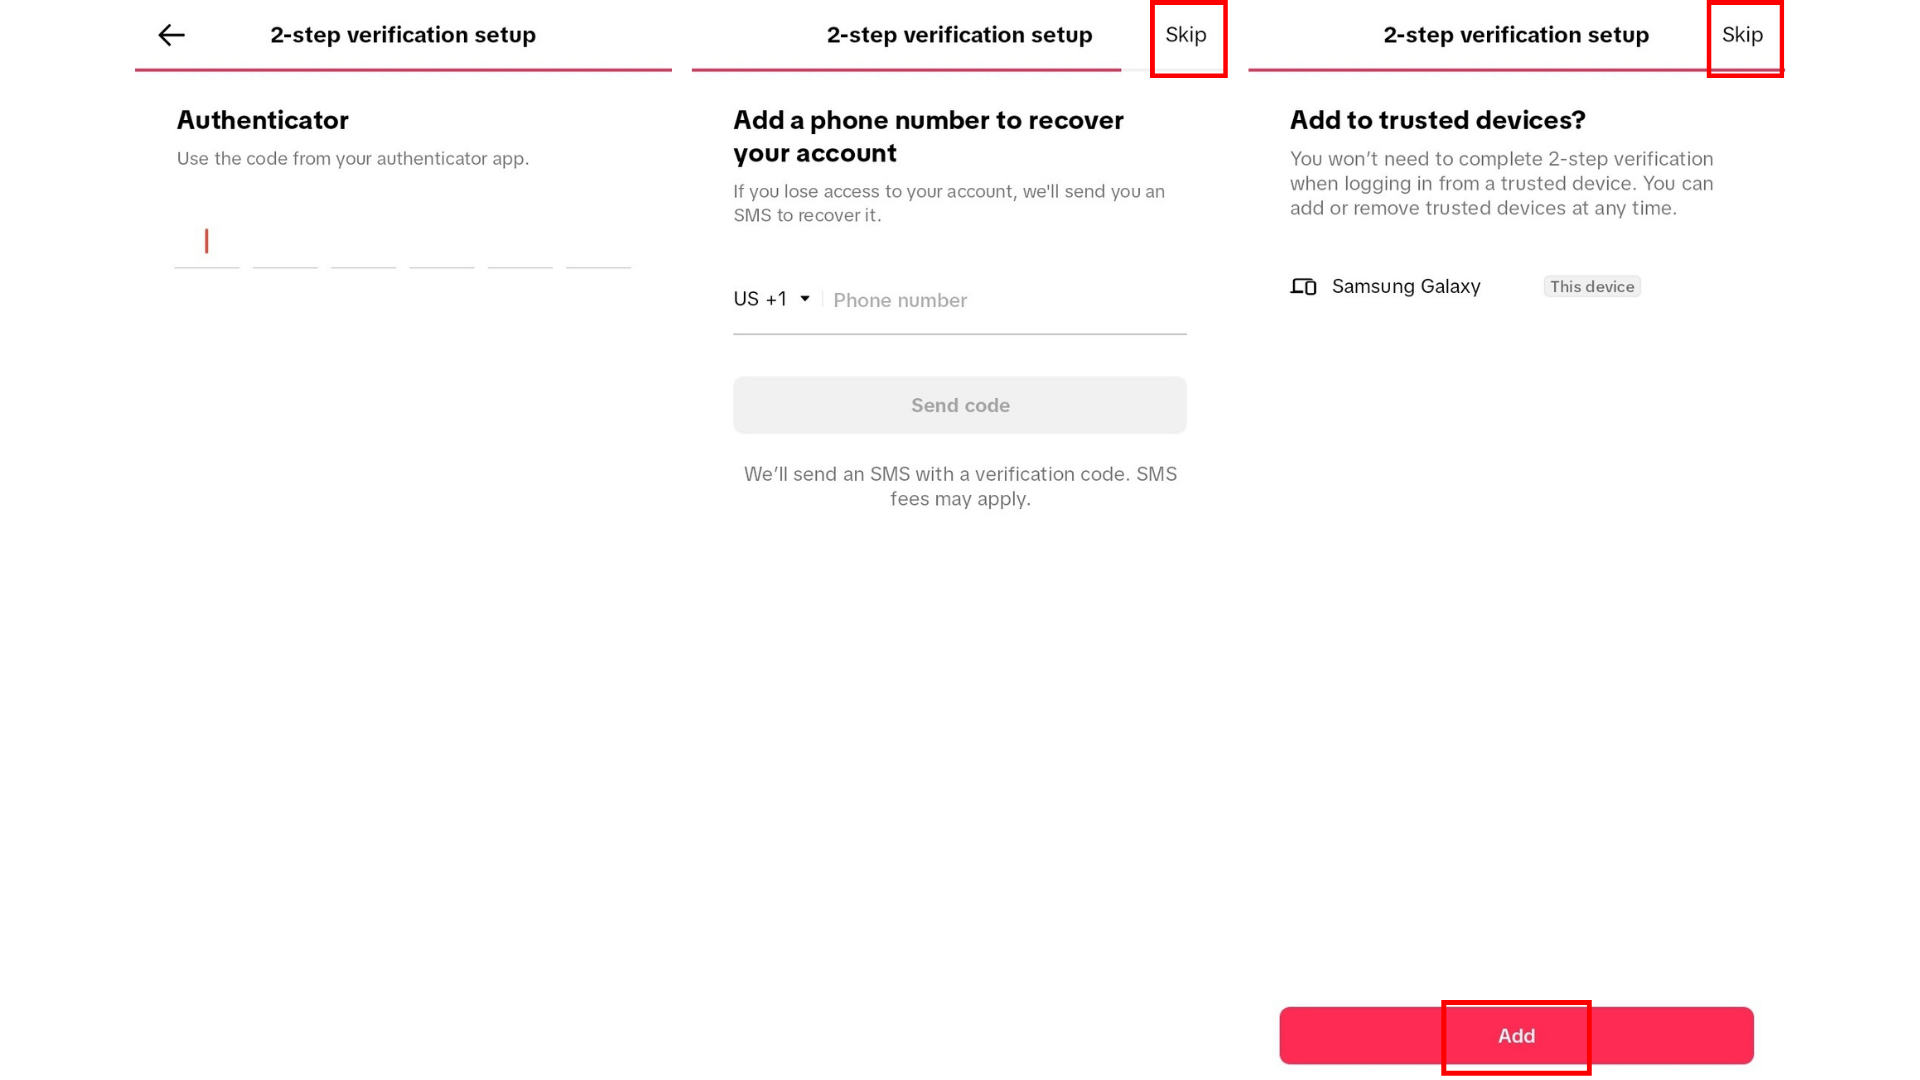 2-step verification setup
Authenticator
Use the code from your authenticator app.
2-step verification setup
Skip
Add a phone number to recover
your account
If you lose access to your account, we'll send you an
SMS to recover it.
US +1
Phone number
Send code
We’ll send an SMS with a verification code. SMS
fees may apply.
2-step verification setup
Skip
Add to trusted devices?
You won’t need to complete 2-step verification
when logging in from a trusted device. You can
add or remove trusted devices at any time.
Samsung Galaxy
This device
Add